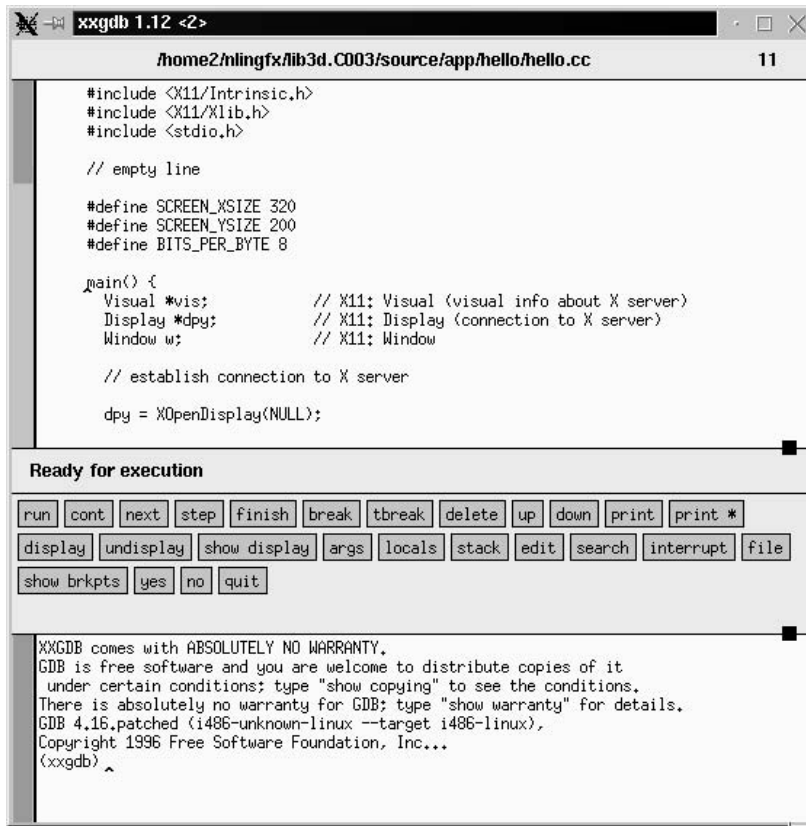 xxgdb 1.12 <2>
/home2/nlingfx/lib3d.C003/source/app/hello/hello.cc 11
#include <X11/Intrinsic.h>
#include <X11/Xlib.h>
#include <stdio.h>
// empty line
#define SCREEN_XSIZE 320
#define SCREEN_YSIZE 200
#define BITS_PER_BYTE 8
main() {
Visual *vis; // X11: Visual (visual info about X server)
Display *dpy; // X11: Display (connection to X server)
Window w; // X11: Window
// establish connection to X server
dpy = XOpenDisplay(NULL);
Ready for execution
run cont next step finish break tbreak delete up down print print *
display undisplay show display args locals stack edit search interrupt file
show brkpts yes no quit
XXGDB comes with ABSOLUTELY NO WARRANTY.
GDB is free software and you are welcome to distribute copies of it
under certain conditions; type "show copying" to see the conditions.
There is absolutely no warranty for GDB; type "show warranty" for details.
GDB 4.16.patched (i486-unknown-linux --target i486-linux),
Copyright 1996 Free Software Foundation, Inc...
(xxgdb)